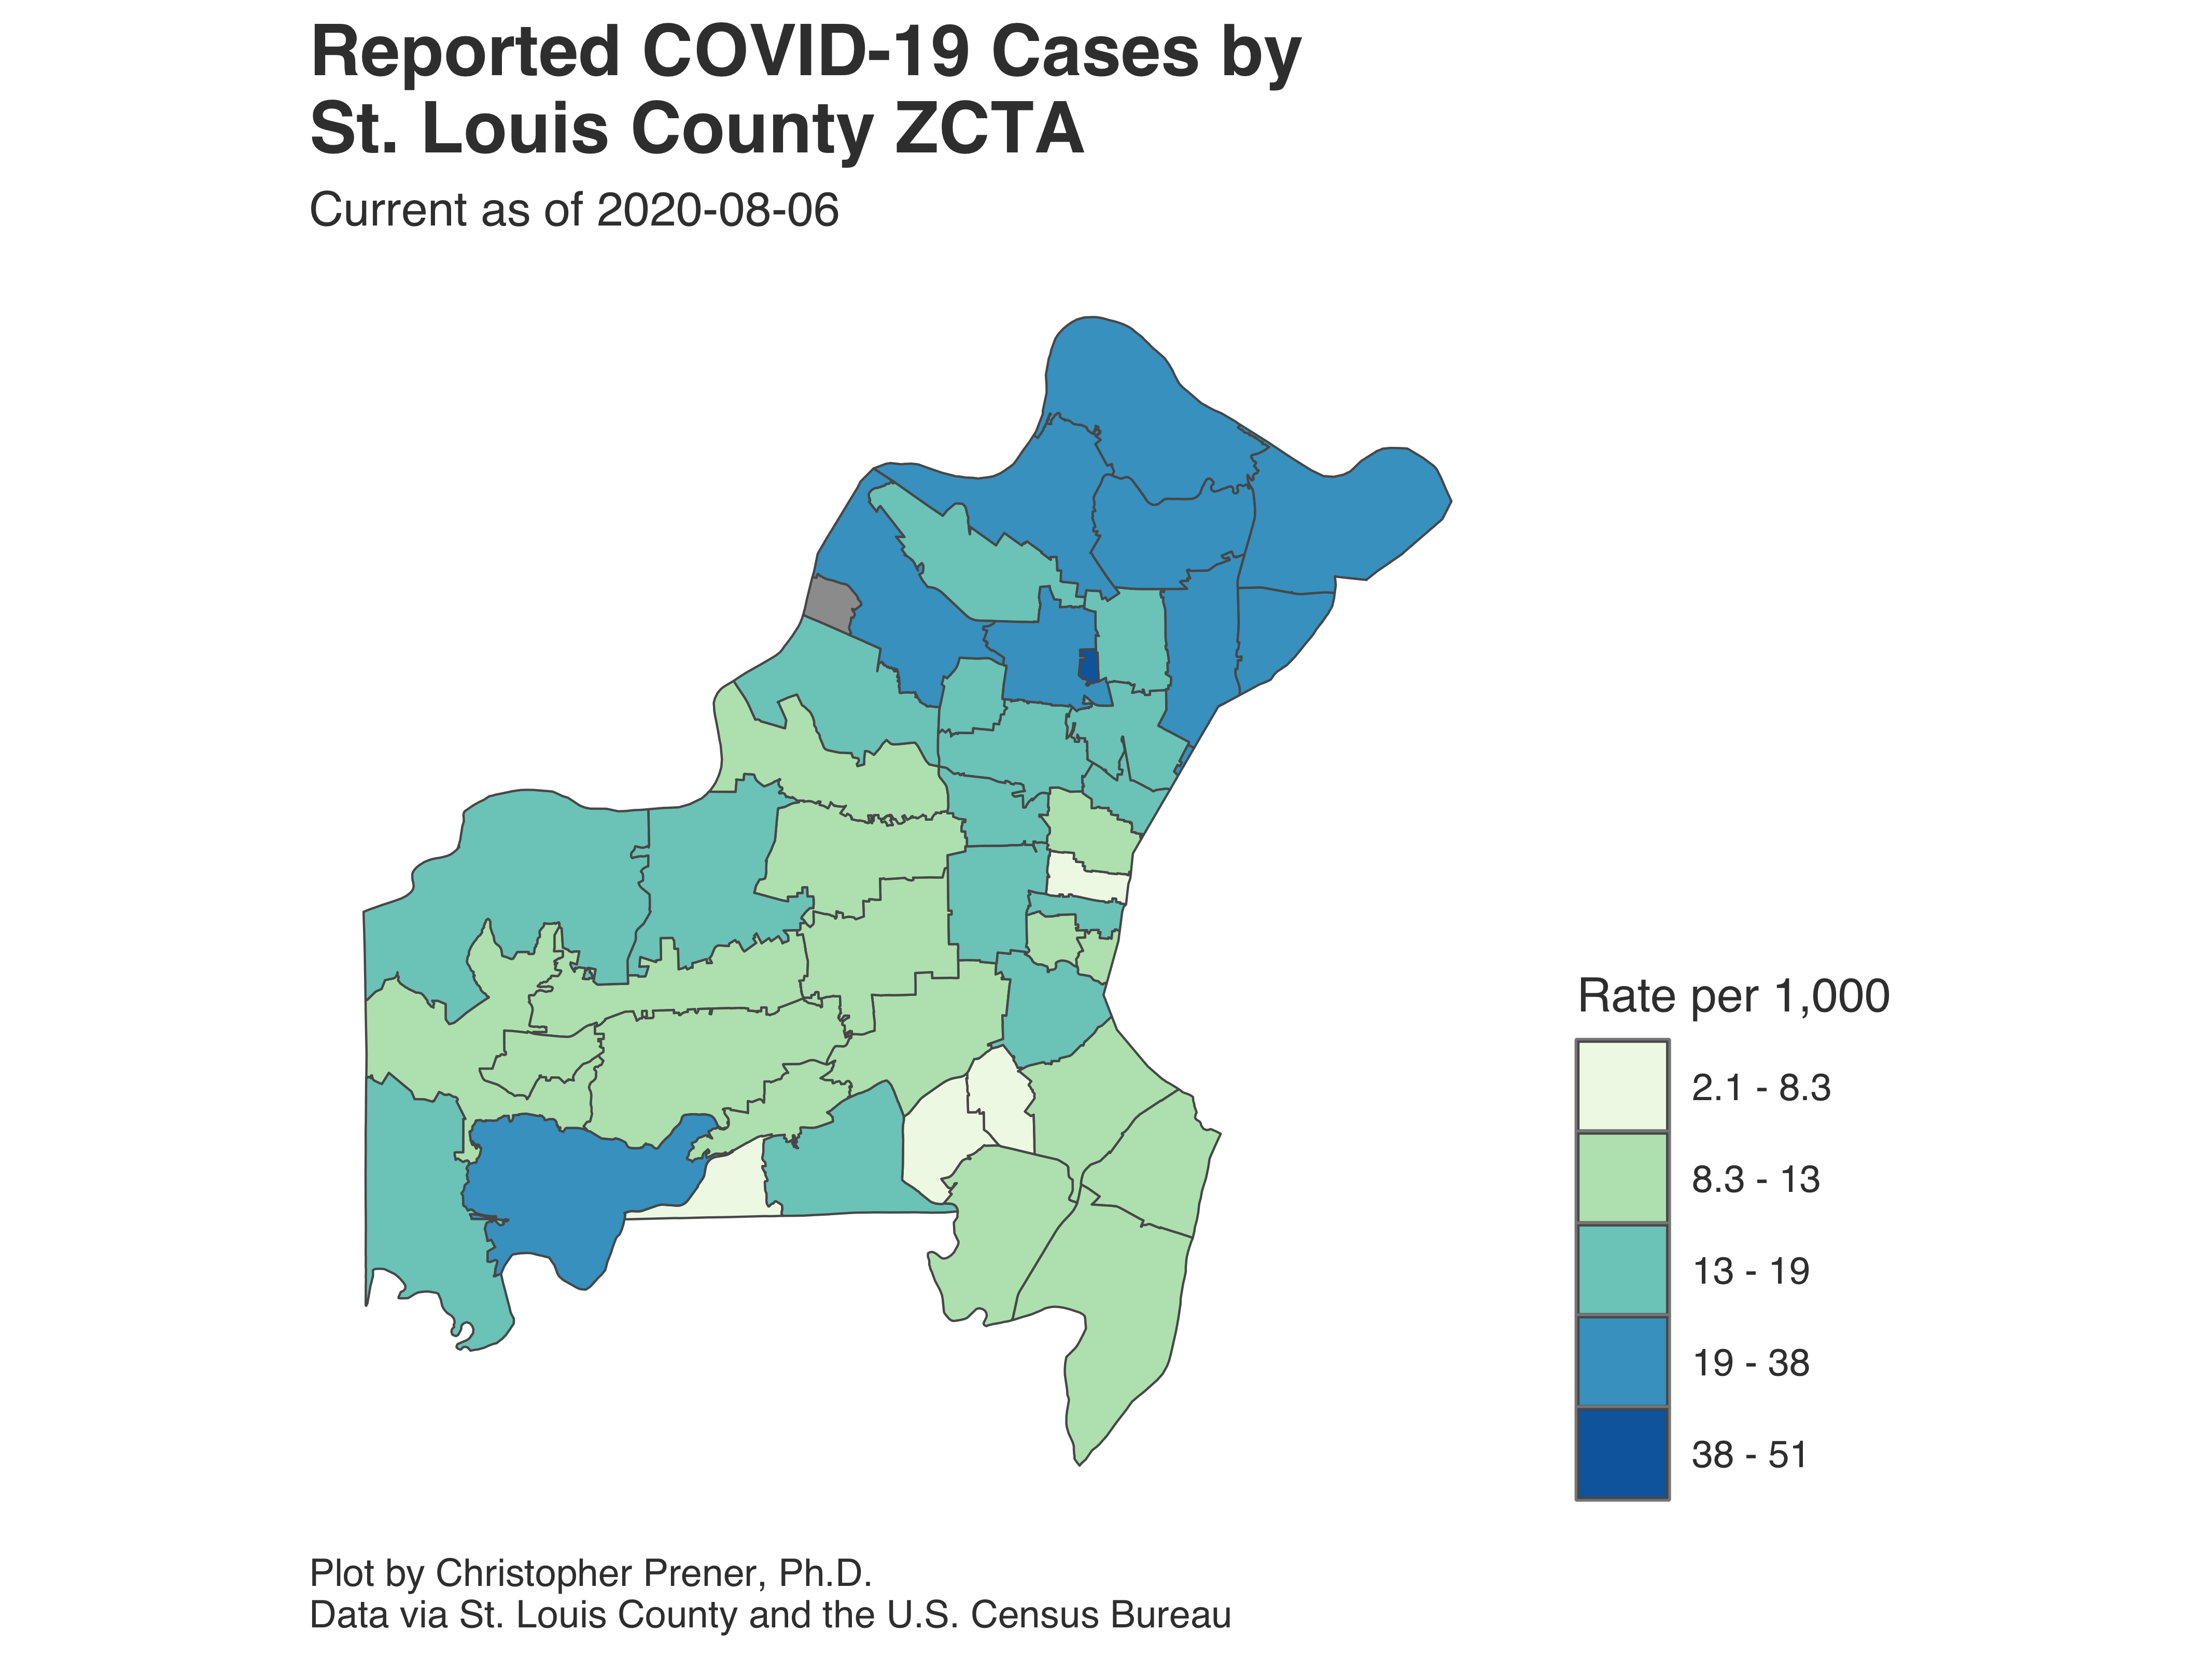 Reported COVID-19 Cases by
St. Louis County ZCTA
Current as of 2020-08-06
Rate per 1,000
2.1 - 8.3
8.3 - 13
13 - 19
19 - 38
38 - 51
Plot by Christopher Prener, Ph.D.
Data via St. Louis County and the U.S. Census Bureau